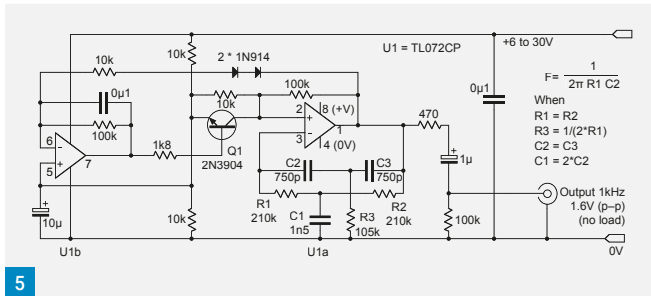 10k
10k
2 * 1N914
U1 = TL072CP
+6 to 30V
0µ1
100k
10k
100k
6
-
5
+
7
1k8
Q1
2N3904
2
+
3
-
8 (+V)
1
4 (0V)
470
0µ1
F= 1
2π R1 C2
When
R1 = R2
R3 = 1/(2*R1)
C2 = C3
C1 = 2*C2
C2
750p
C3
750p
+
1µ
R1
210k
R2
210k
C1
1n5
R3
105k
100k
Output 1kHz
1.6V (p–p)
(no load)
+
10µ
10k
U1b
U1a
0V
5